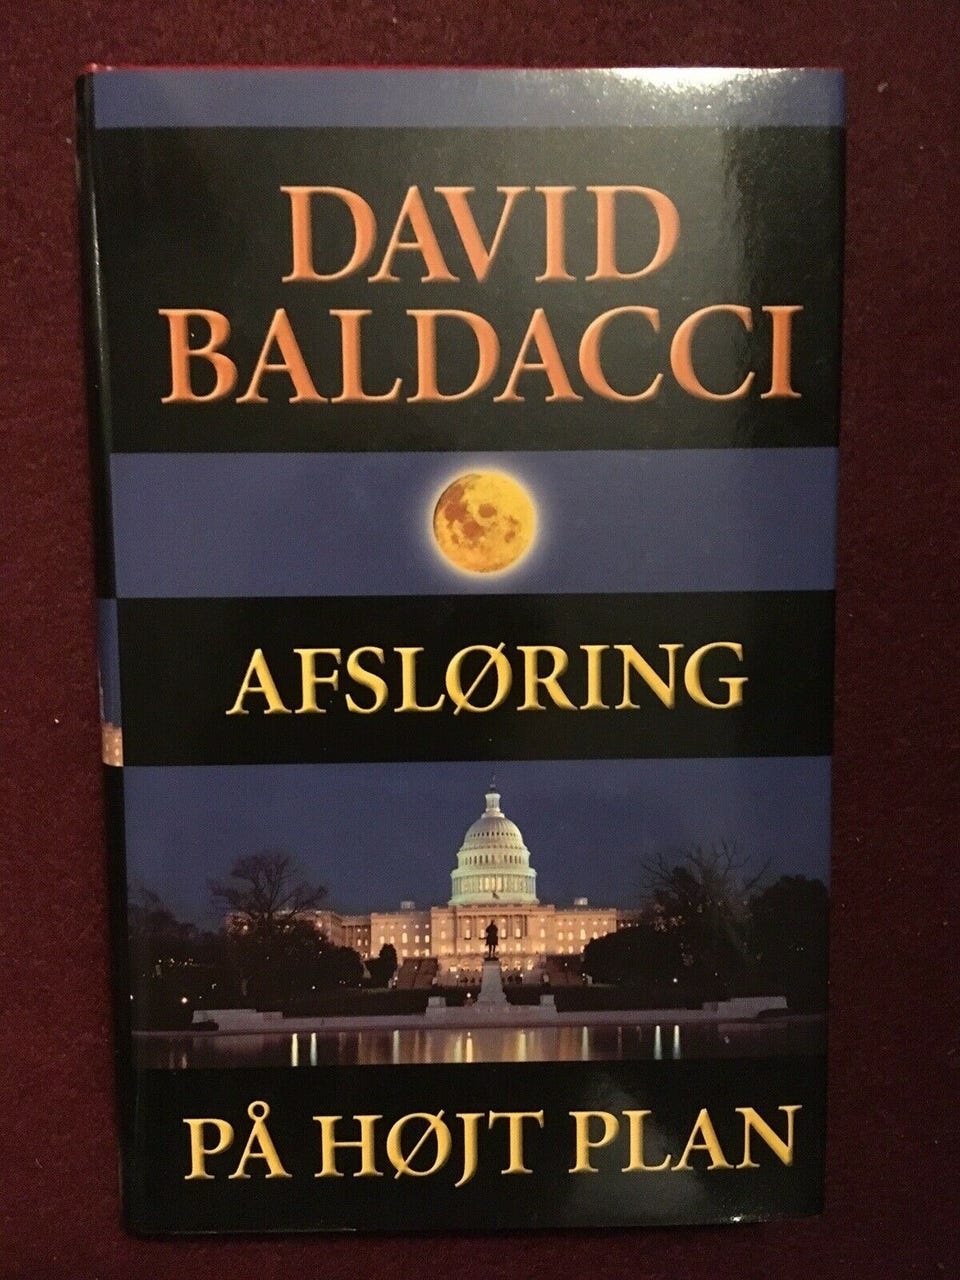 DAVID
BALDACCI
AFSLØRING
PÅ HØJT PLAN